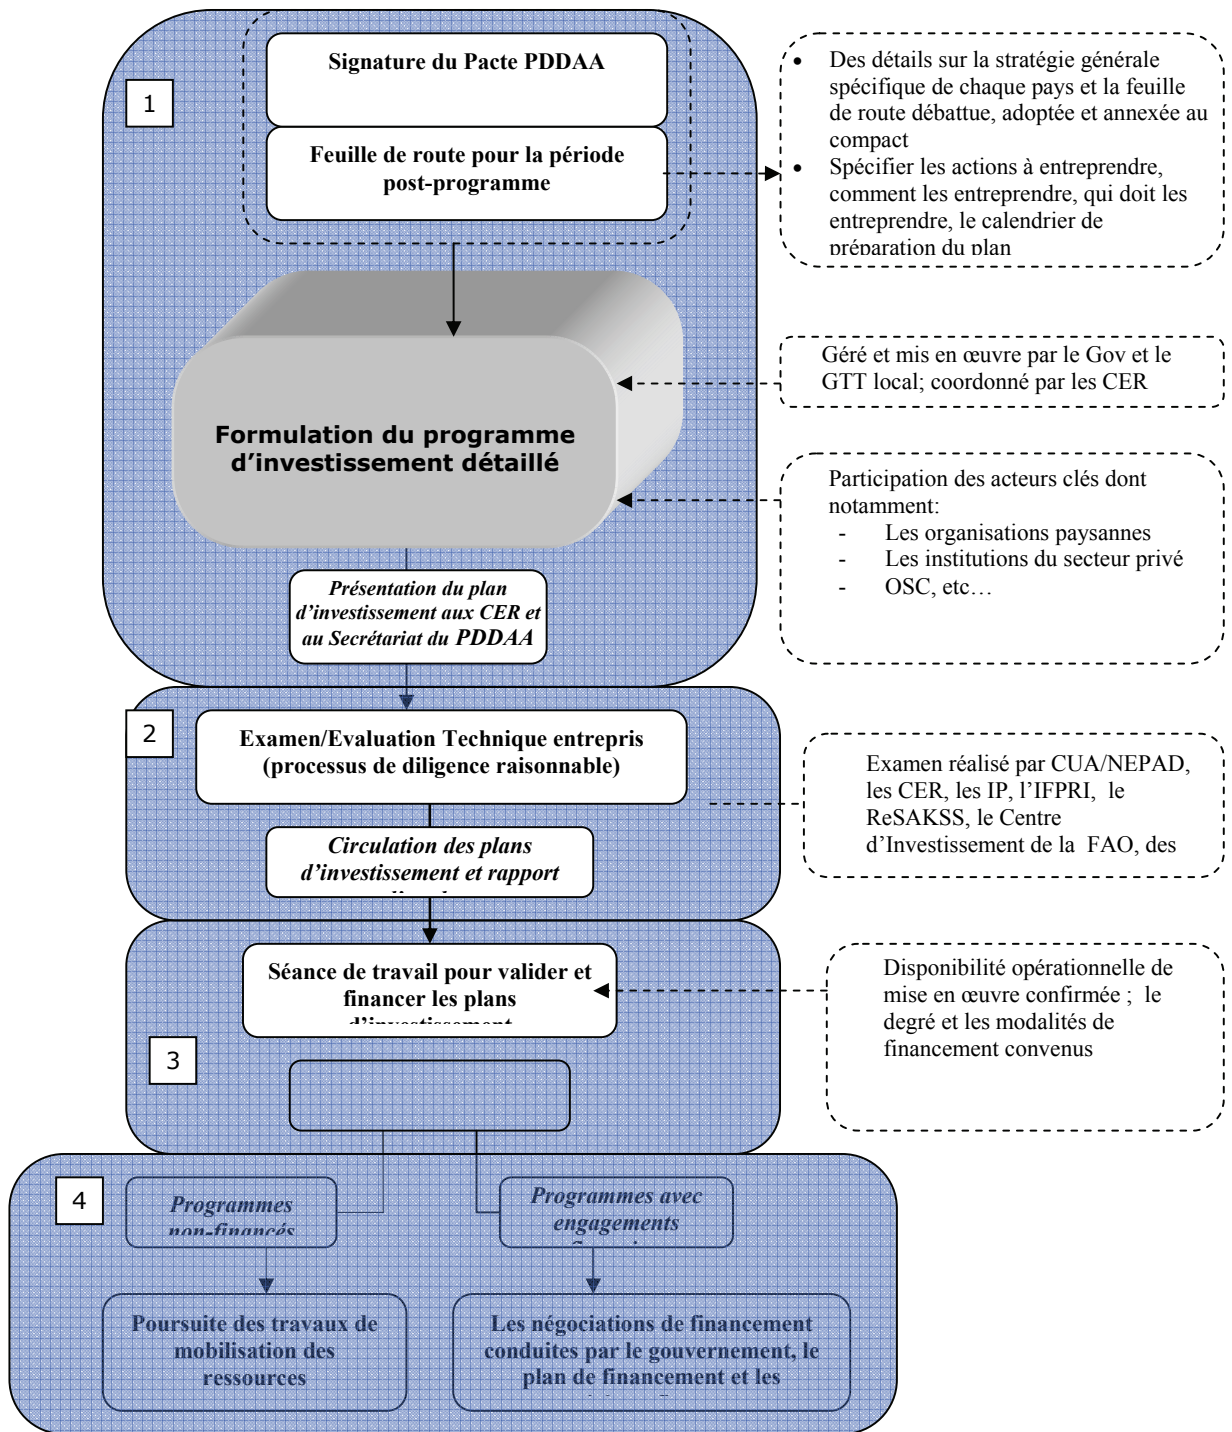 1
Signature du Pacte PDDAA
Feuille de route pour la période
post-programme
• Des détails sur la stratégie générale
spécifique de chaque pays et la feuille
de route débattue, adoptée et annexée au
compact
• Spécifier les actions à entreprendre,
comment les entreprendre, qui doit les
entreprendre, le calendrier de
préparation du plan
Formulation du programme
d’investissement détaillé
Géré et mis en œuvre par le Gov et le
GTT local; coordonné par les CER
Participation des acteurs clés dont
notamment:
- Les organisations paysannes
- Les institutions du secteur privé
- OSC, etc…
Présentation du plan
d’investissement aux CER et
au Secrétariat du PDDAA
2
Examen/Evaluation Technique entrepris
(processus de diligence raisonnable)
Circulation des plans
d’investissement et rapport
Examen réalisé par CUA/NEPAD,
les CER, les IP, l’IFPRI, le
ReSAKSS, le Centre
d’Investissement de la FAO, des
3
Séance de travail pour valider et
financer les plans
d’investissement
Disponibilité opérationnelle de
mise en œuvre confirmée ; le
degré et les modalités de
financement convenus
4
Programmes
non-financés
Programmes avec
engagements
Poursuite des travaux de
mobilisation des
ressources
Les négociations de financement
conduites par le gouvernement, le
plan de financement et les